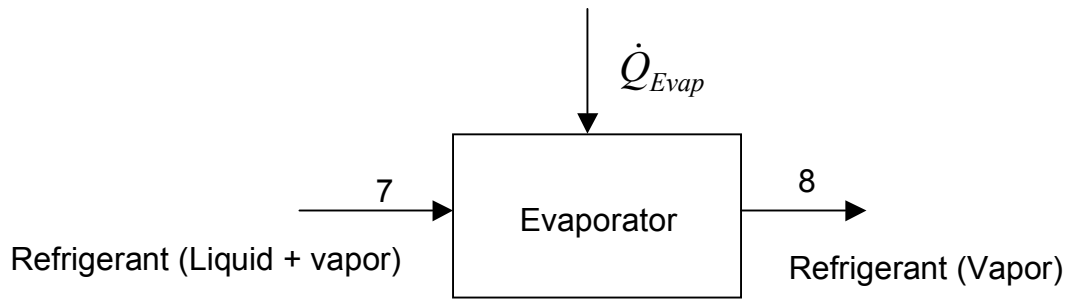 Q̇Evap
7
8
Evaporator
Refrigerant (Liquid + vapor)
Refrigerant (Vapor)